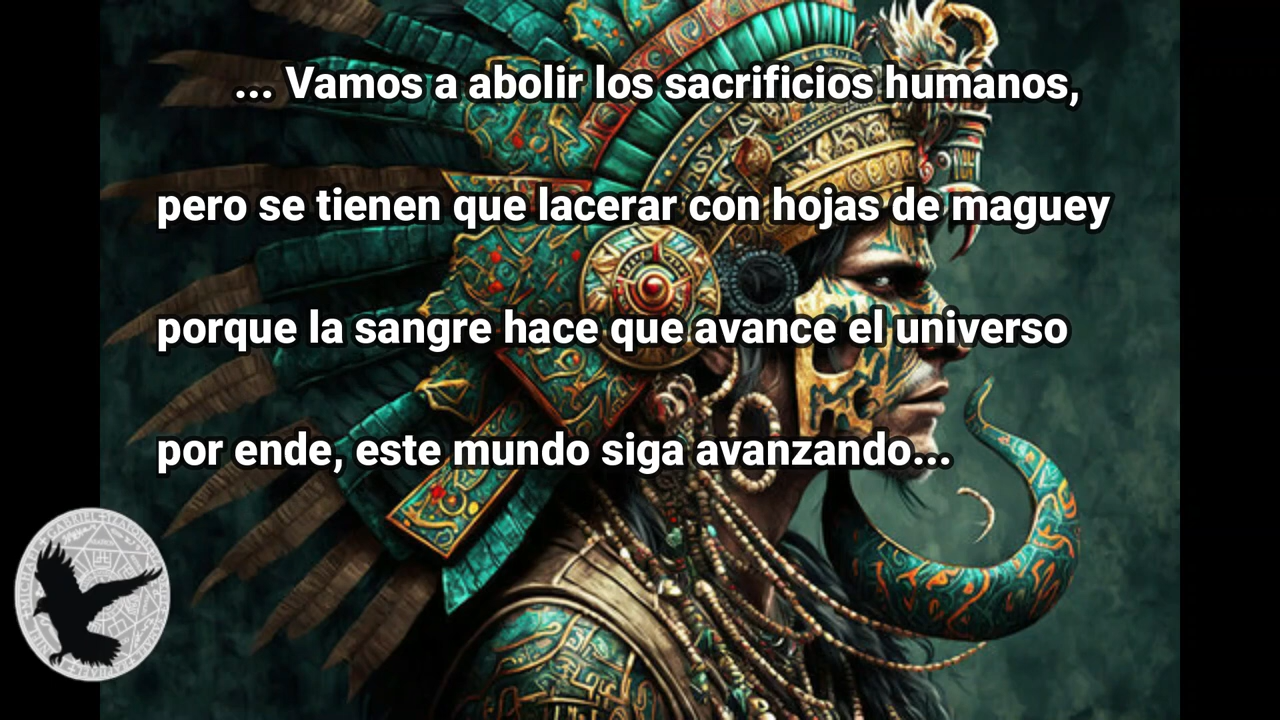 ... Vamos a abolir los sacrificios humanos,
pero se tienen que lacerar con hojas de maguey
porque la sangre hace que avance el universo
por ende, este mundo siga avanzando...